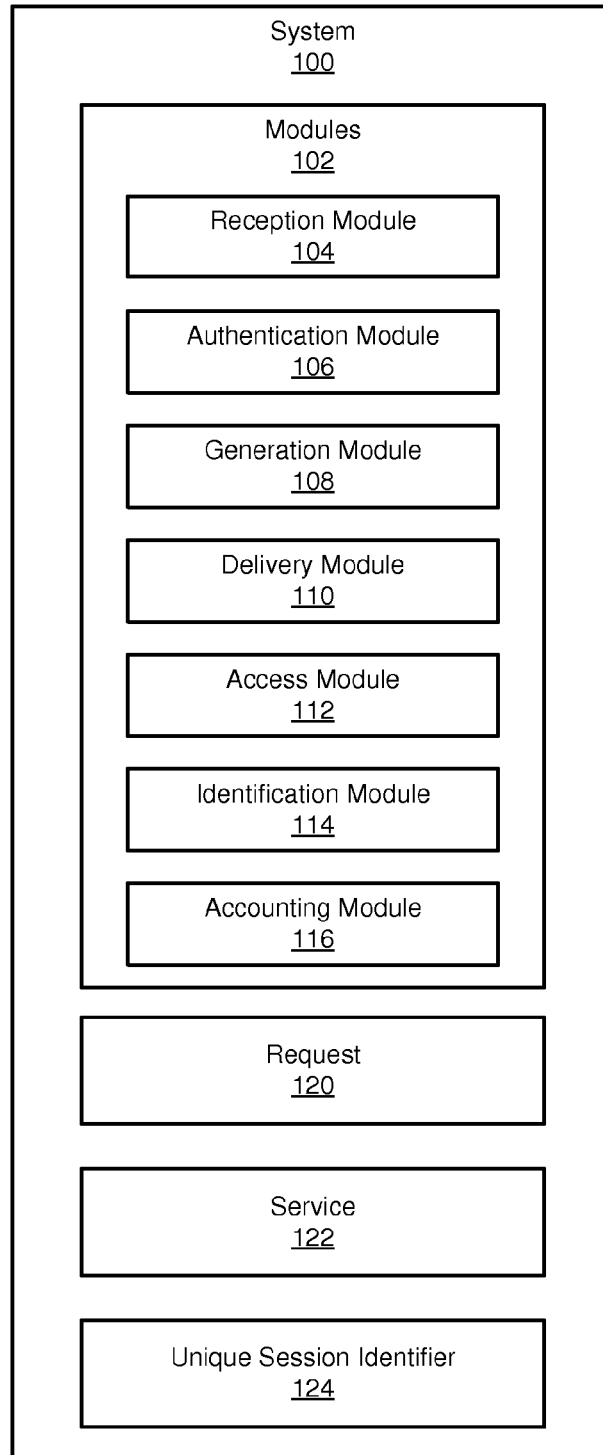 System
100
Modules
102
Reception Module
104
Authentication Module
106
Generation Module
108
Delivery Module
110
Access Module
112
Identification Module
114
Accounting Module
116
Request
120
Service
122
Unique Session Identifier
124